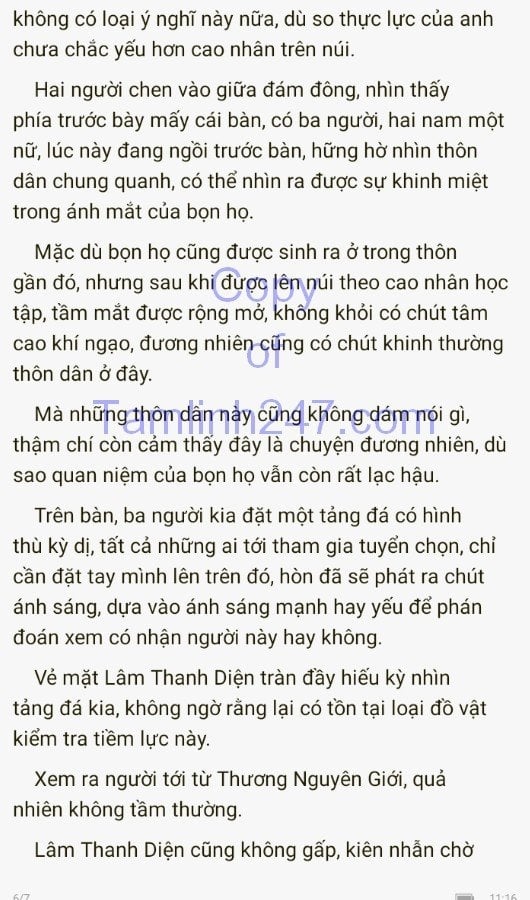 không có loại ý nghĩ này nữa, dù so thực lực của anh
chưa chắc yếu hơn cao nhân trên núi.
Hai người chen vào giữa đám đông, nhìn thấy
phía trước bày mấy cái bàn, có ba người, hai nam một
nữ, lúc này đang ngồi trước bàn, hững hờ nhìn thôn
dân chung quanh, có thể nhìn ra được sự khinh miệt
trong ánh mắt của bọn họ.
Mặc dù bọn họ cũng được sinh ra ở trong thôn
gần đó, nhưng sau khi được lên núi theo cao nhân học
tập, tầm mắt được rộng mở, không khỏi có chút tâm
cao khí ngạo, đương nhiên cũng có chút khinh thường
thôn dân ở đây.
Mà những thôn dân này cũng không dám nói gì,
thậm chí còn cảm thấy đây là chuyện đương nhiên, dù
sao quan niệm của bọn họ vẫn còn rất lạc hậu.
Trên bàn, ba người kia đặt một tảng đá có hình
thù kỳ dị, tất cả những ai tới tham gia tuyển chọn, chỉ
cần đặt tay mình lên trên đó, hòn đã sẽ phát ra chút
ánh sáng, dựa vào ánh sáng mạnh hay yếu để phán
đoán xem có nhận người này hay không.
Vẻ mặt Lâm Thanh Diện tràn đầy hiếu kỳ nhìn
tảng đá kia, không ngờ rằng lại có tồn tại loại đồ vật
kiểm tra tiềm lực này.
Xem ra người tới từ Thương Nguyên Giới, quả
nhiên không tầm thường.
Lâm Thanh Diện cũng không gấp, kiên nhẫn chờ
Copy
of
Tamlinh247.com
6/7
11:16